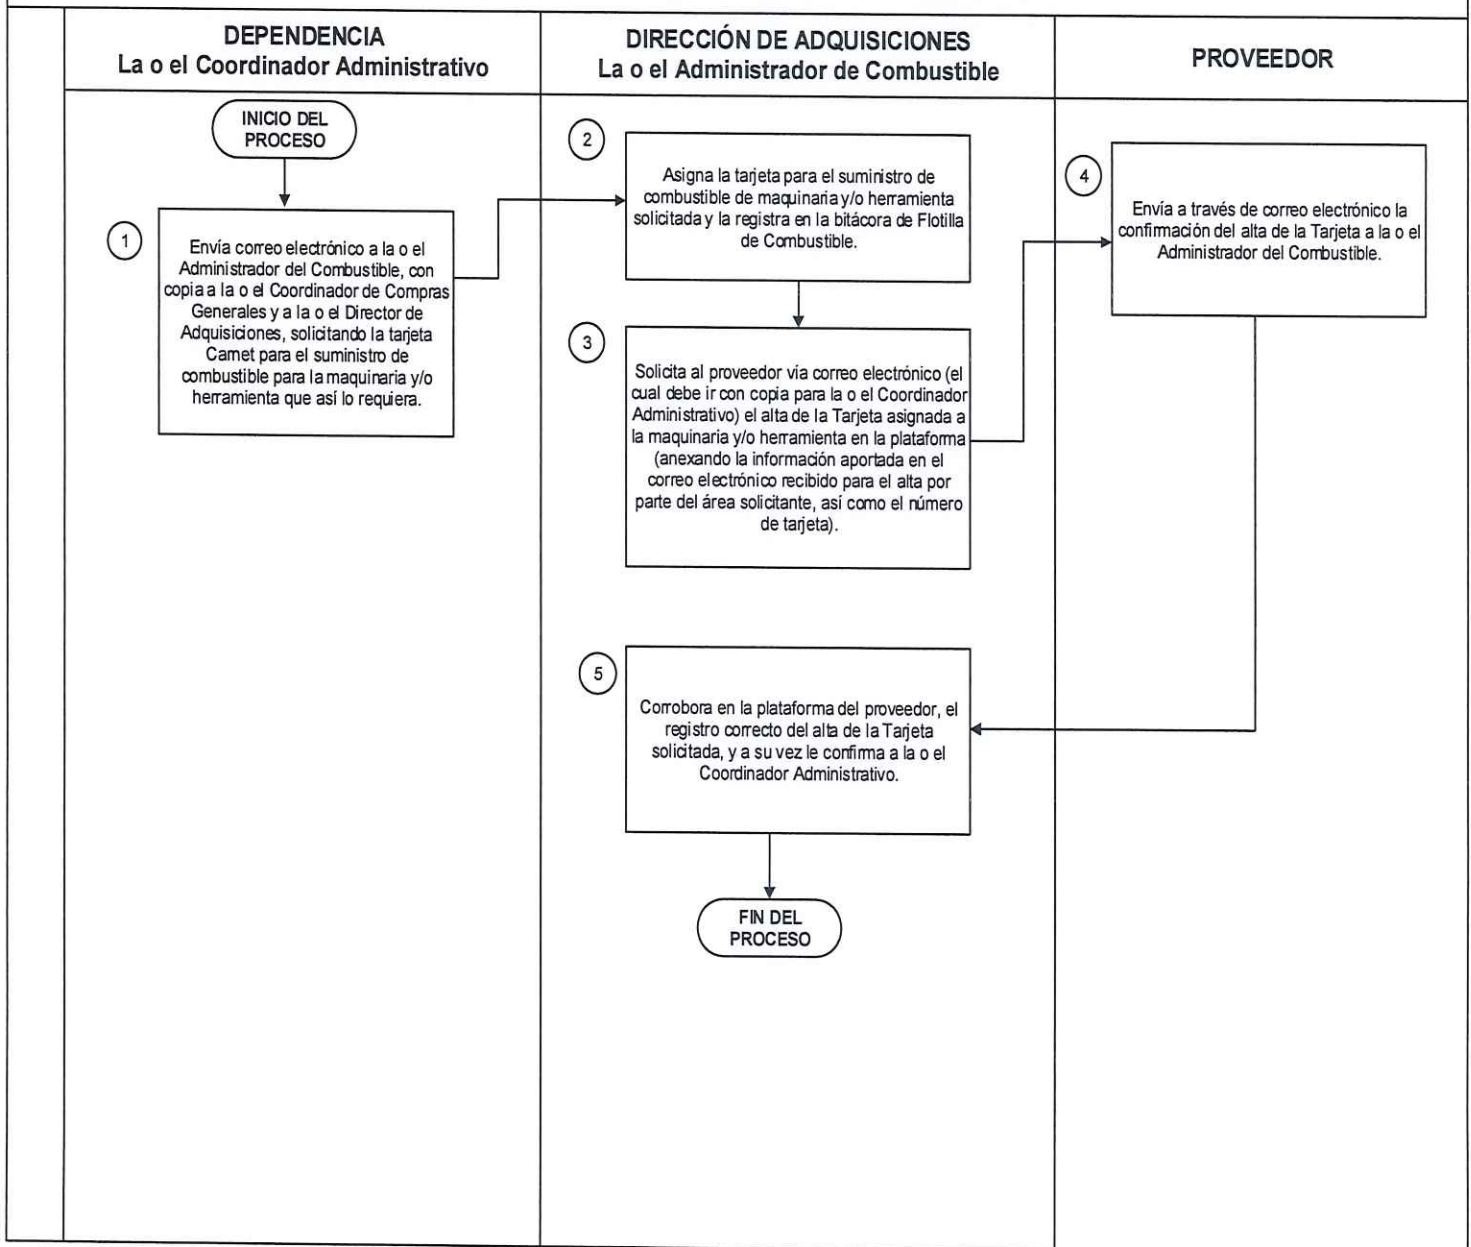 DEPENDENCIA
La o el Coordinador Administrativo
DIRECCIÓN DE ADQUISICIONES
La o el Administrador de Combustible
PROVEEDOR
INICIO DEL
PROCESO
1
Envía correo electrónico a la o el
Administrador del Combustible, con
copia a la o el Coordinador de Compras
Generales y a la o el Director de
Adquisiciones, solicitando la tarjeta
Carnet para el suministro de
combustible para la maquinaria y/o
herramienta que así lo requiera.
2
Asigna la tarjeta para el suministro de
combustible de maquinaria y/o herramienta
solicitada y la registra en la bitácora de Flotilla
de Combustible.
3
Solicita al proveedor vía correo electrónico (el
cual debe ir con copia para la o el Coordinador
Administrativo) el alta de la Tarjeta asignada a
la maquinaria y/o herramienta en la plataforma
(anexando la información aportada en el
correo electrónico recibido para el alta por
parte del área solicitante, así como el número
de tarjeta).
4
Envía a través de correo electrónico la
confirmación del alta de la Tarjeta a la o el
Administrador del Combustible.
5
Corrobora en la plataforma del proveedor, el
registro correcto del alta de la Tarjeta
solicitada, y a su vez le confirma a la o el
Coordinador Administrativo.
FIN DEL
PROCESO